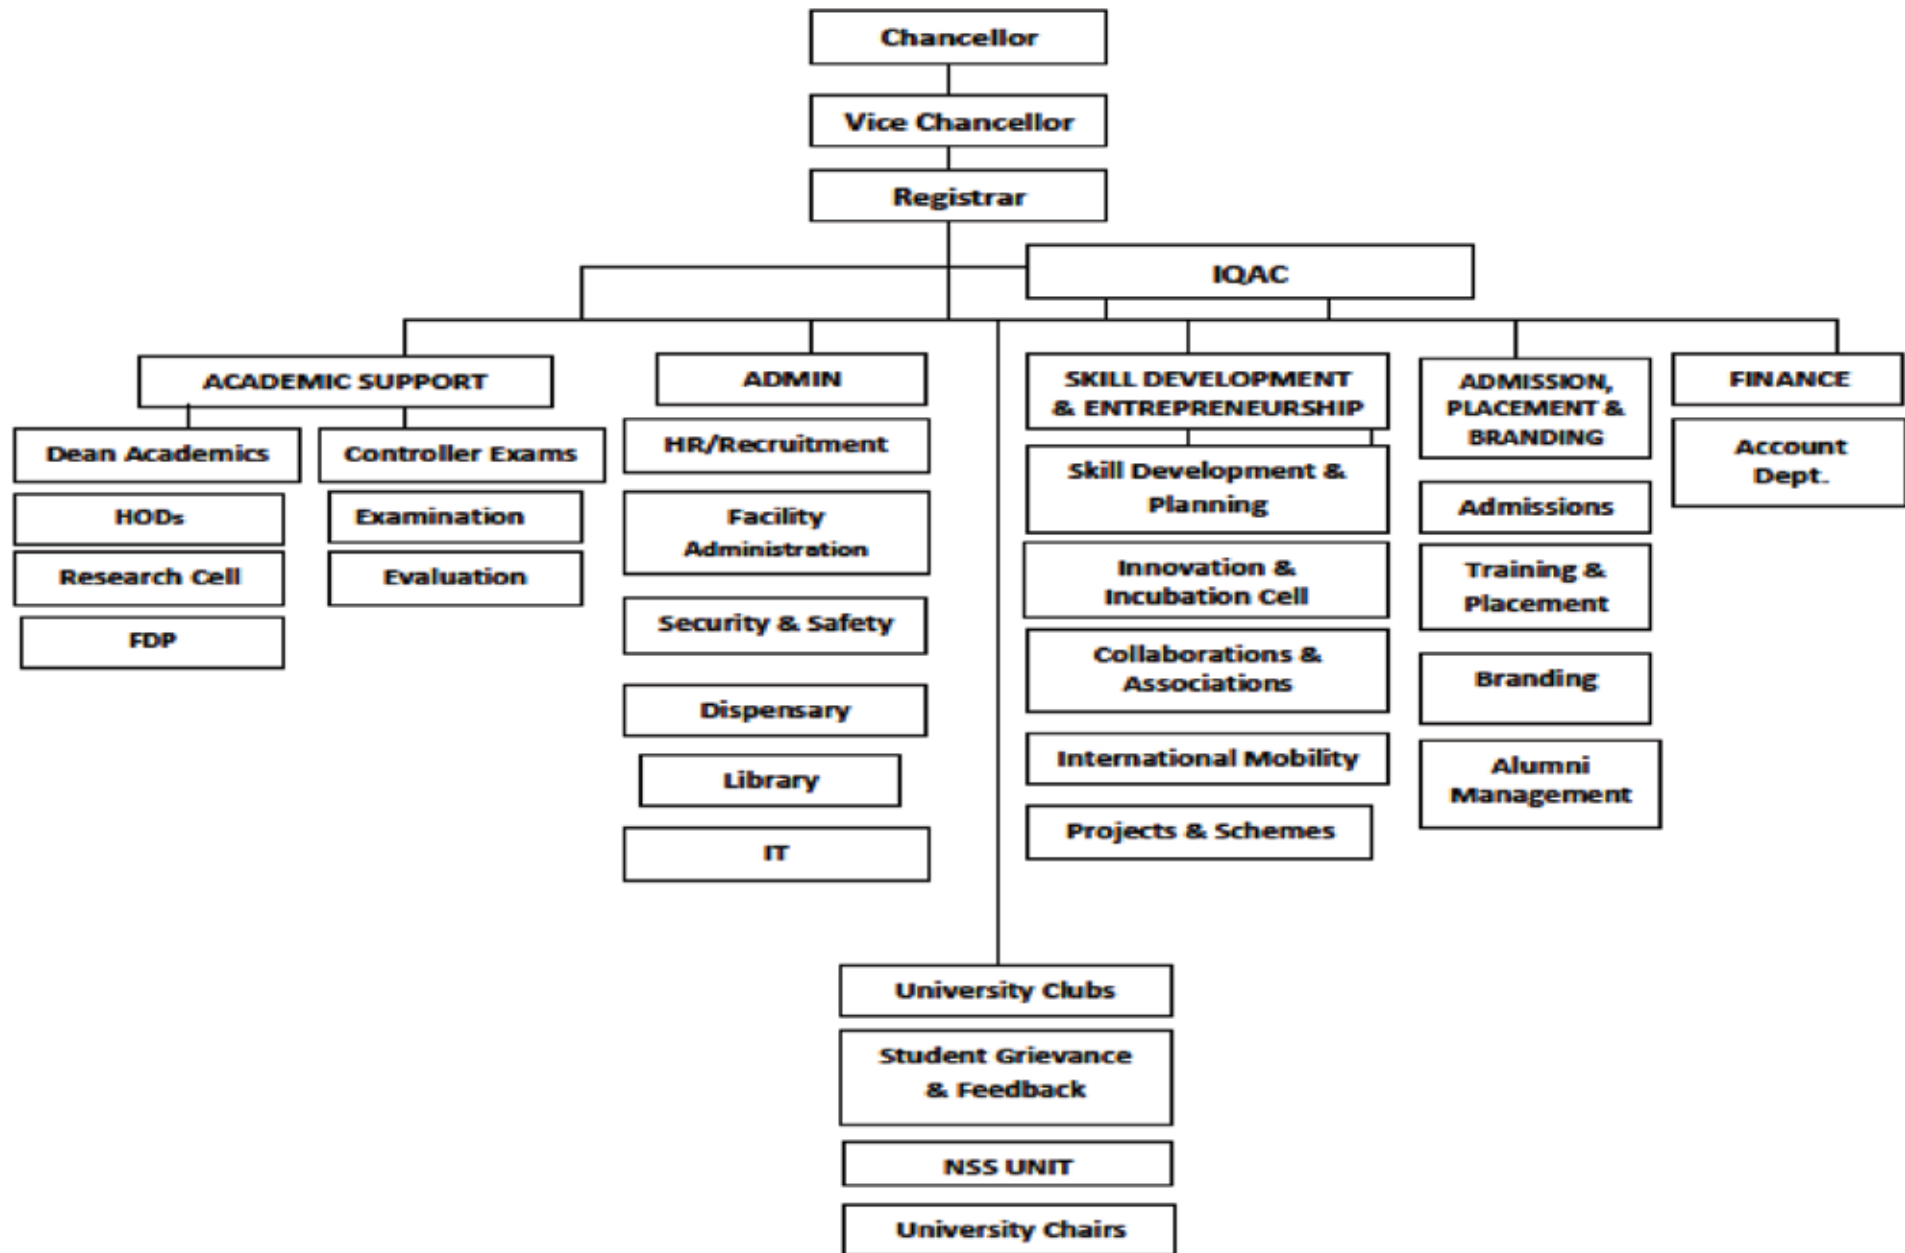 Chancellor
Vice Chancellor
Registrar
IQAC
ACADEMIC SUPPORT
Dean Academics
HODs
Research Cell
FDP
Controller Exams
Examination
Evaluation
ADMIN
HR/Recruitment
Facility
Administration
Security & Safety
Dispensary
Library
IT
SKILL DEVELOPMENT
& ENTREPRENEURSHIP
Skill Development &
Planning
Innovation &
Incubation Cell
Collaborations &
Associations
International Mobility
Projects & Schemes
ADMISSION,
PLACEMENT &
BRANDING
Admissions
Training &
Placement
Branding
Alumni
Management
FINANCE
Account
Dept.
University Clubs
Student Grievance
& Feedback
NSS UNIT
University Chairs